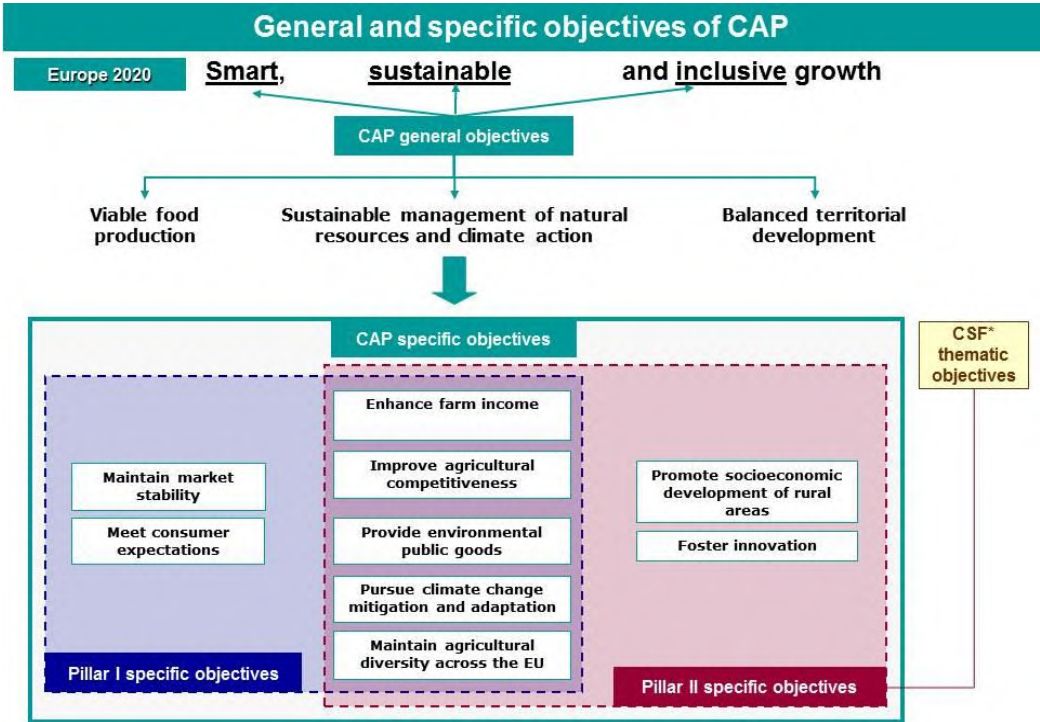 General and specific objectives of CAP
Europe 2020
Smart, sustainable and inclusive growth
CAP general objectives
Viable food
production
Sustainable management of natural
resources and climate action
Balanced territorial
development
CAP specific objectives
CSF*
thematic
objectives
Maintain market
stability
Meet consumer
expectations
Enhance farm income
Improve agricultural
competitiveness
Provide environmental
public goods
Pursue climate change
mitigation and adaptation
Maintain agricultural
diversity across the EU
Promote socioeconomic
development of rural
areas
Foster innovation
Pillar I specific objectives
Pillar II specific objectives